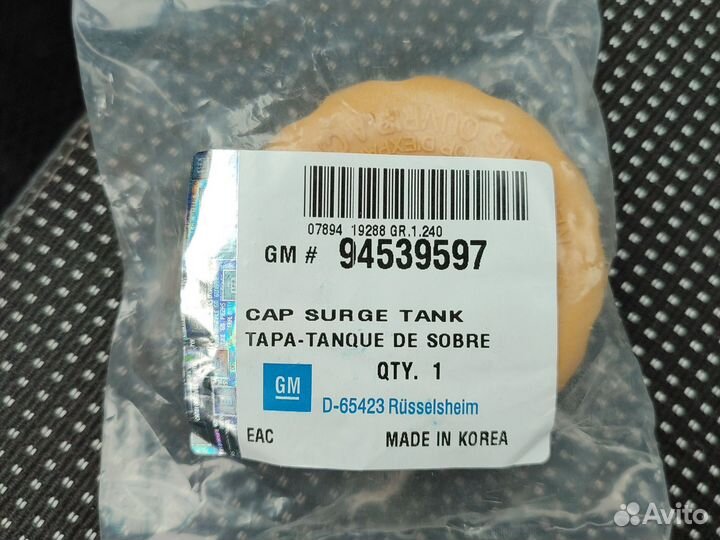 07894 19288 GR.1.240
GM # 94539597
CAP SURGE TANK
TAPA-TANQUE DE SOBRE
QTY. 1
GM
D-65423 Rüsselsheim
EAC
MADE IN KOREA
Avito